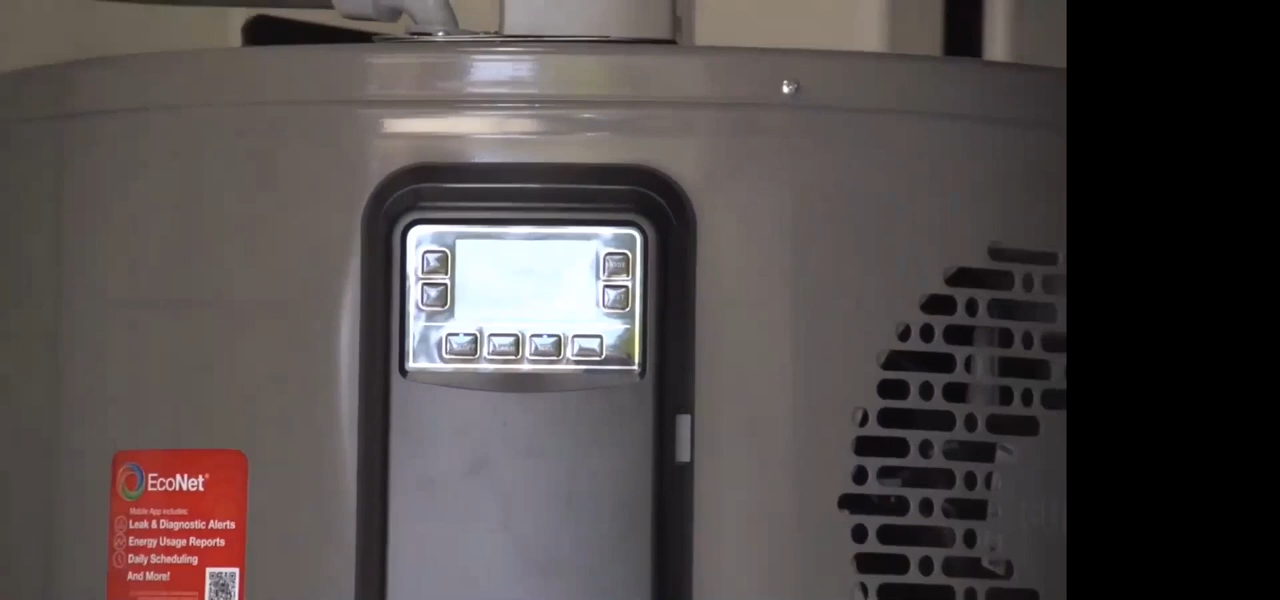 EcoNet®
Mobile App includes:
Leak & Diagnostic Alerts
Energy Usage Reports
Daily Scheduling
And More!